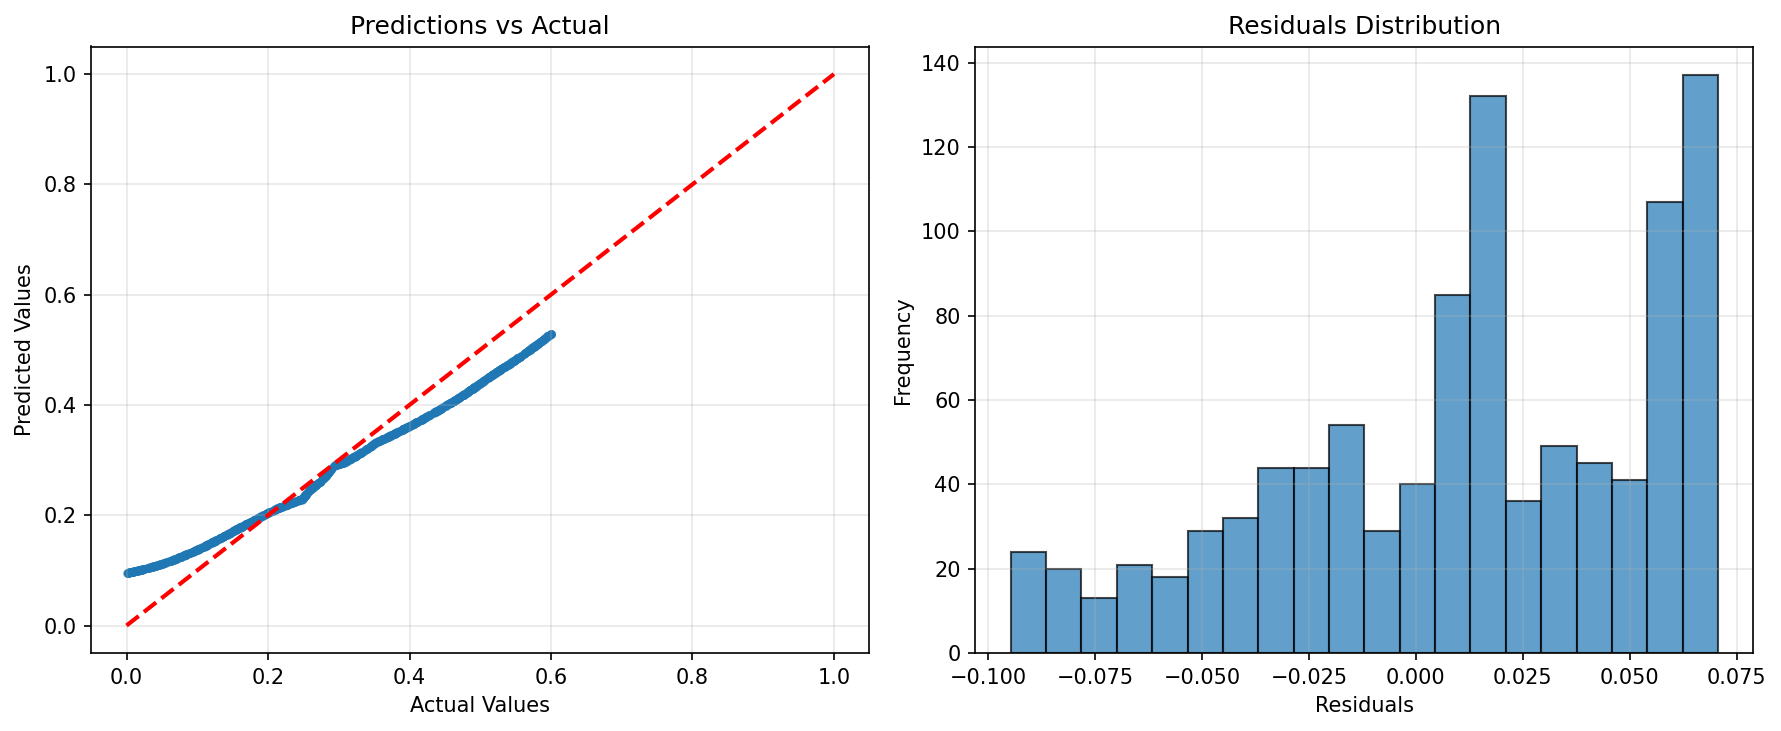 Predictions vs Actual
1.0
0.8
0.6
0.4
0.2
0.0
Predicted Values
0.0 0.2 0.4 0.6 0.8 1.0
Actual Values
Residuals Distribution
140
120
100
80
60
40
20
0
Frequency
−0.100 −0.075 −0.050 −0.025 0.000 0.025 0.050 0.075
Residuals